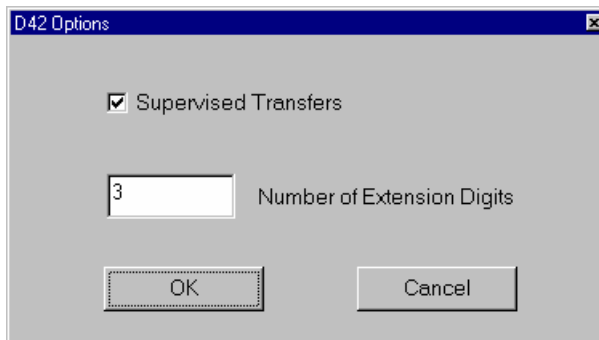 D42 Options
Supervised Transfers
3 Number of Extension Digits
OK Cancel